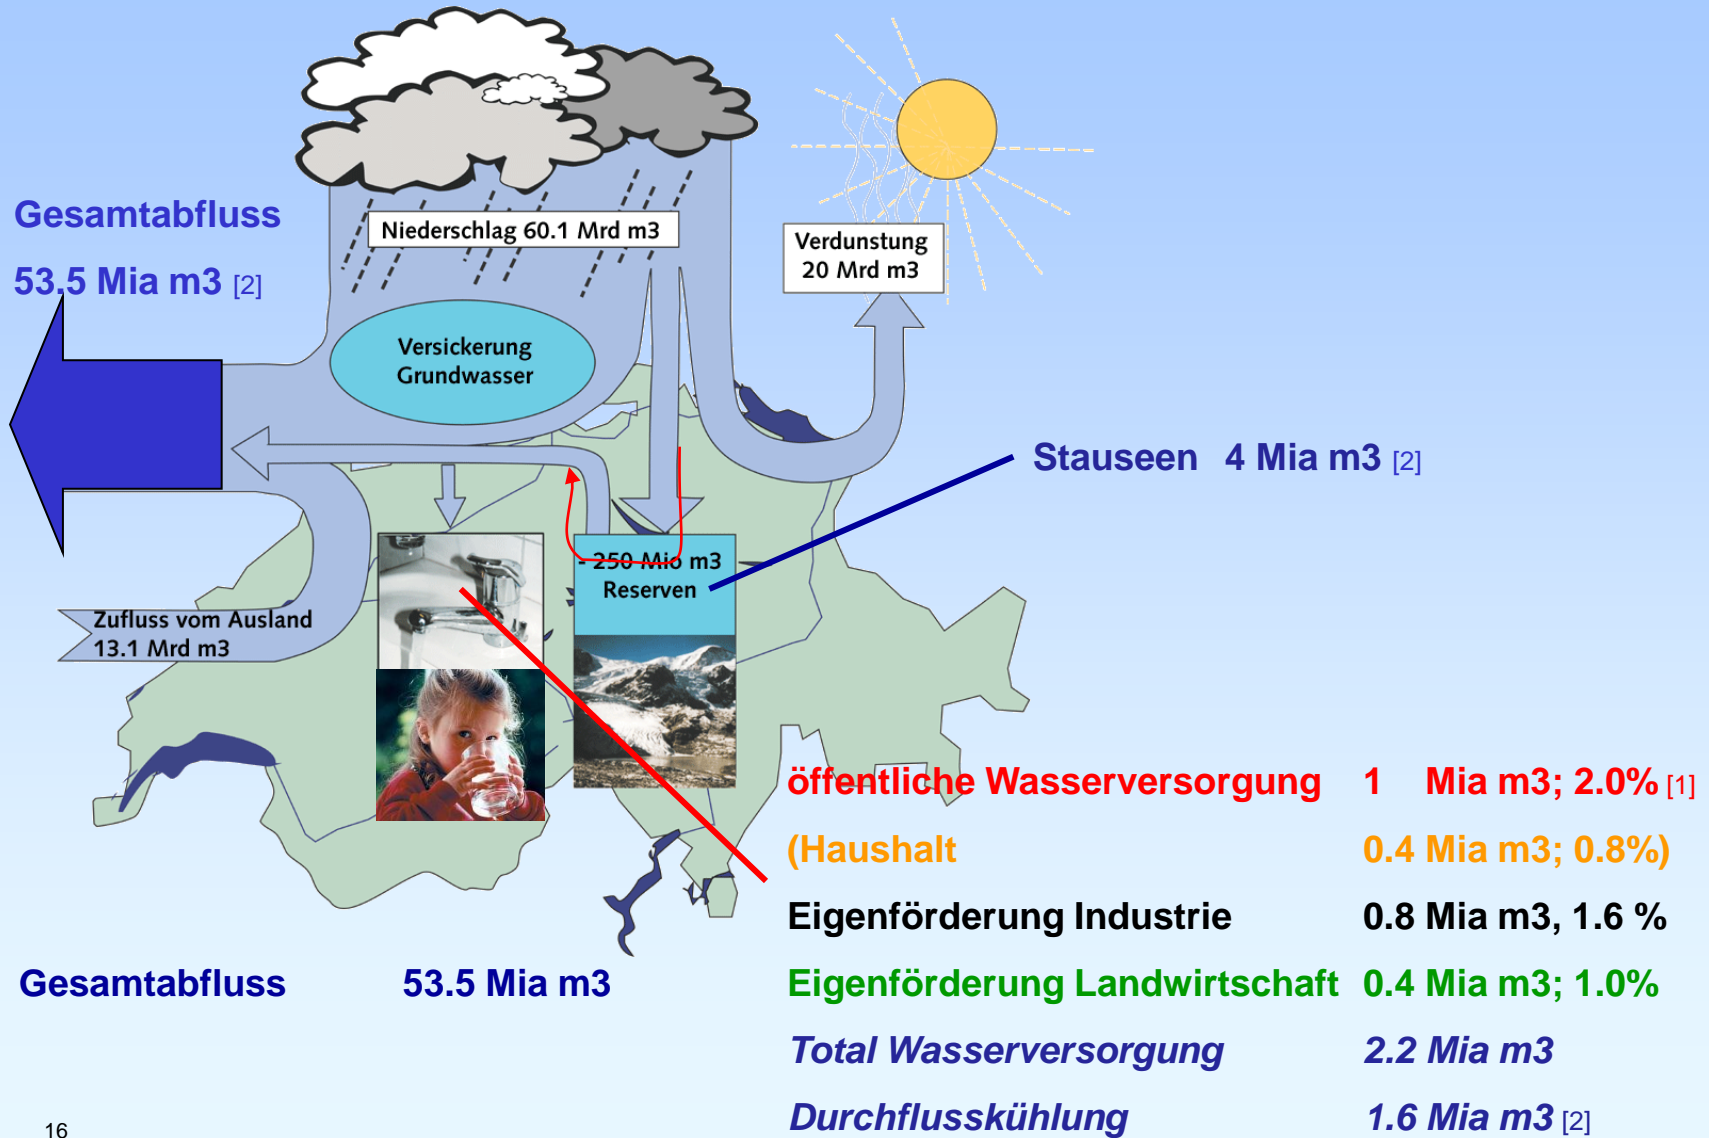 Gesamtabfluss
53.5 Mia m3 [2]
Niederschlag 60.1 Mrd m3
Verdunstung
20 Mrd m3
Versickerung
Grundwasser
Stauseen 4 Mia m3 [2]
- 250 Mio m3
Reserven
Zufluss vom Ausland
13.1 Mrd m3
öffentliche Wasserversorgung 1 Mia m3; 2.0% [1]
(Haushalt 0.4 Mia m3; 0.8%)
Eigenförderung Industrie 0.8 Mia m3, 1.6 %
Gesamtabfluss 53.5 Mia m3
Eigenförderung Landwirtschaft 0.4 Mia m3; 1.0%
Total Wasserversorgung 2.2 Mia m3
Durchflusskühlung 1.6 Mia m3 [2]
16